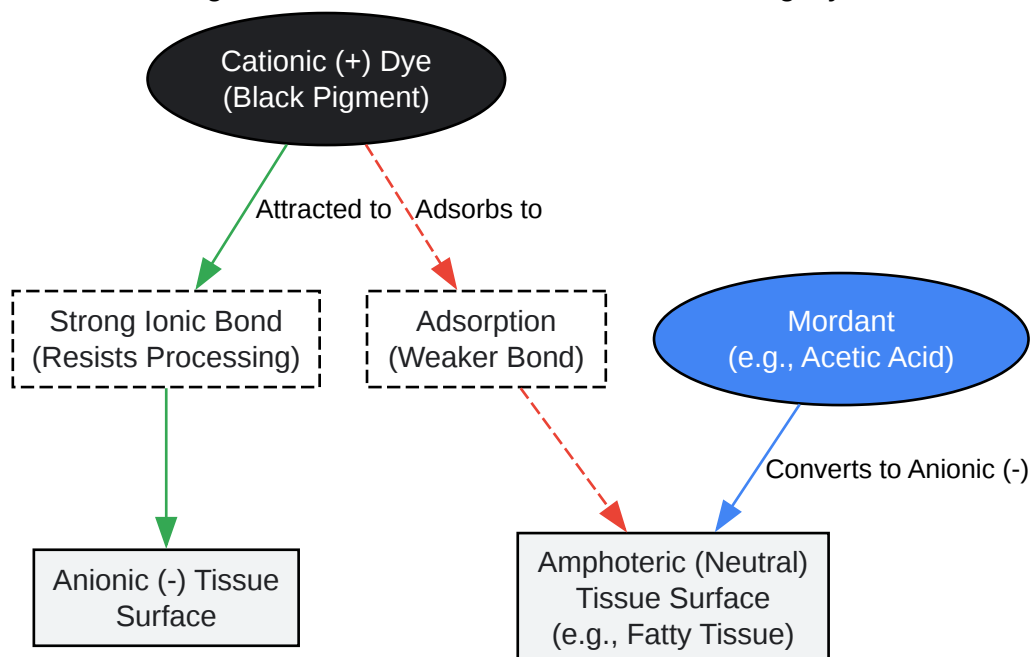 Cationic (+) Dye
(Black Pigment)
Attracted to
Adsorbs to
Strong Ionic Bond
(Resists Processing)
Adsorption
(Weaker Bond)
Mordant
(e.g., Acetic Acid)
Converts to Anionic (-)
Anionic (-) Tissue
Surface
Amphoteric (Neutral)
Tissue Surface
(e.g., Fatty Tissue)